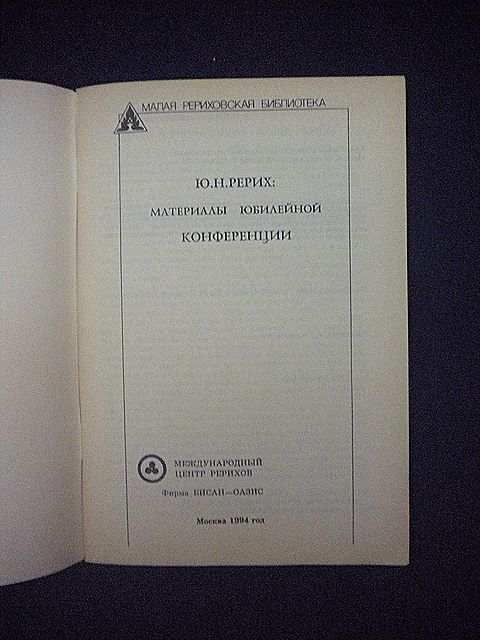 МАЛАЯ РЕРИХОВСКАЯ БИБЛИОТЕКА
Ю.Н.РЕРИХ:
МАТЕРИАЛЫ ЮБИЛЕЙНОЙ
КОНФЕРЕНЦИИ
МЕЖДУНАРОДНЫЙ
ЦЕНТР РЕРИХОВ
Фирма БИСАН—ОАЗИС
Москва 1994 год